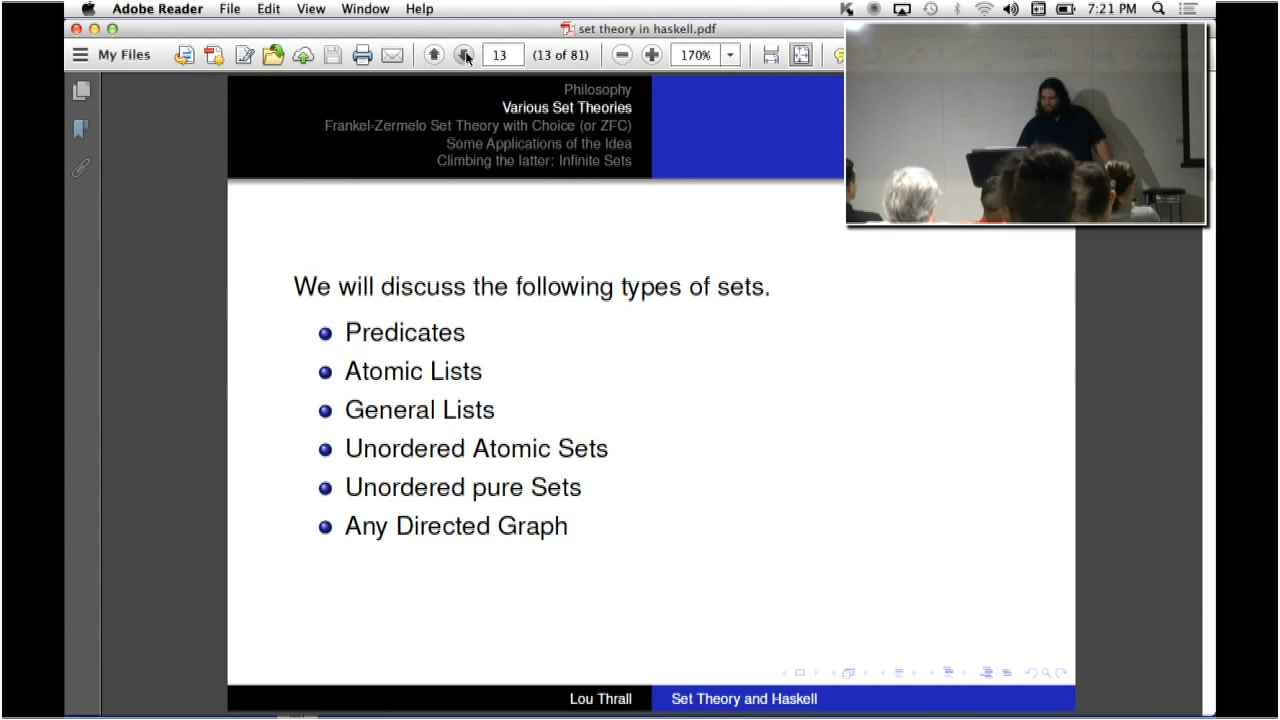 Adobe Reader File Edit View Window Help 7:21 PM
set theory in haskell.pdf
My Files 13 (13 of 81) 170%
Philosophy
Various Set Theories
Frankel-Zermelo Set Theory with Choice (or ZFC)
Some Applications of the Idea
Climbing the latter: Infinite Sets
We will discuss the following types of sets.
Predicates
Atomic Lists
General Lists
Unordered Atomic Sets
Unordered pure Sets
Any Directed Graph
Lou Thrall Set Theory and Haskell